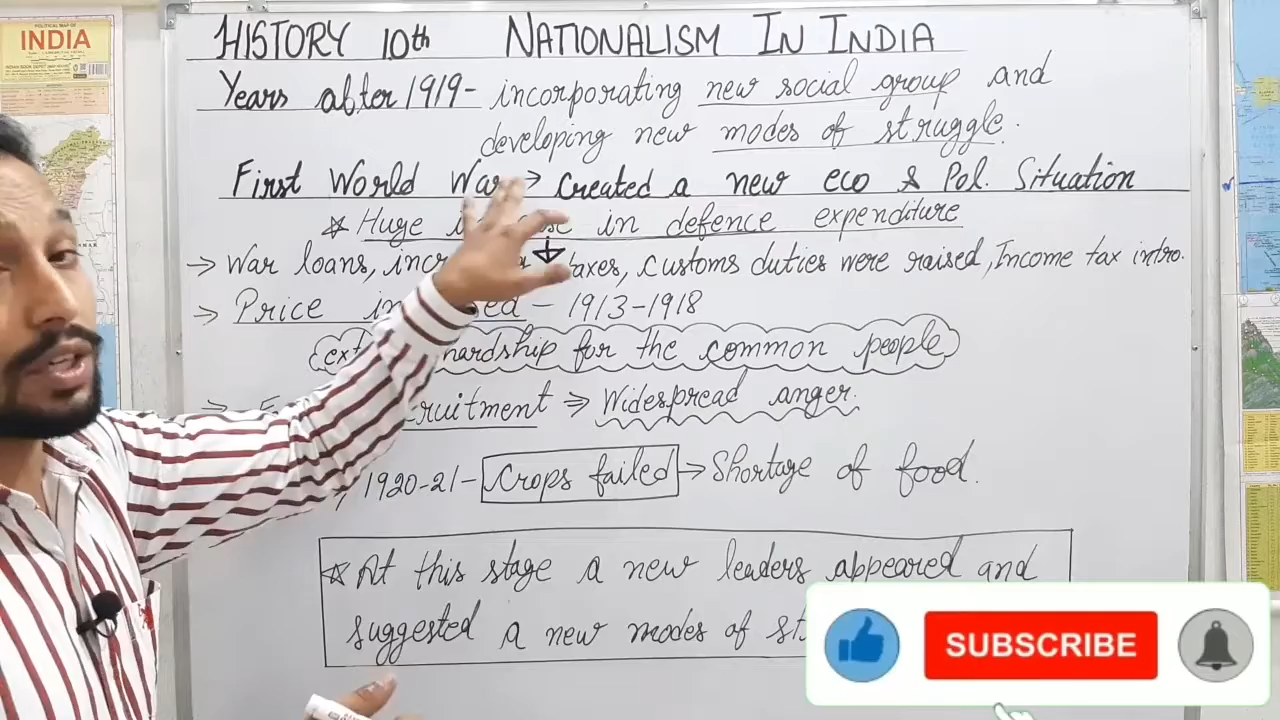 POLITICAL MAP OF
INDIA
HISTORY 10th NATIONALISM IN INDIA
Years after 1919- incorporating new social group and
developing new modes of struggle.
First World War → Created a new eco & Pol. Situation
☆ Huge in defence expenditure
→ War loans, taxes, Customs duties were raised, Income tax intro.
→ Price - 1913-1918
hardship for the common people
⇒ Widespread anger.
1920-21- Crops failed → Shortage of food.
☆ At this stage a new leaders appeared and
suggested a new modes of
SUBSCRIBE